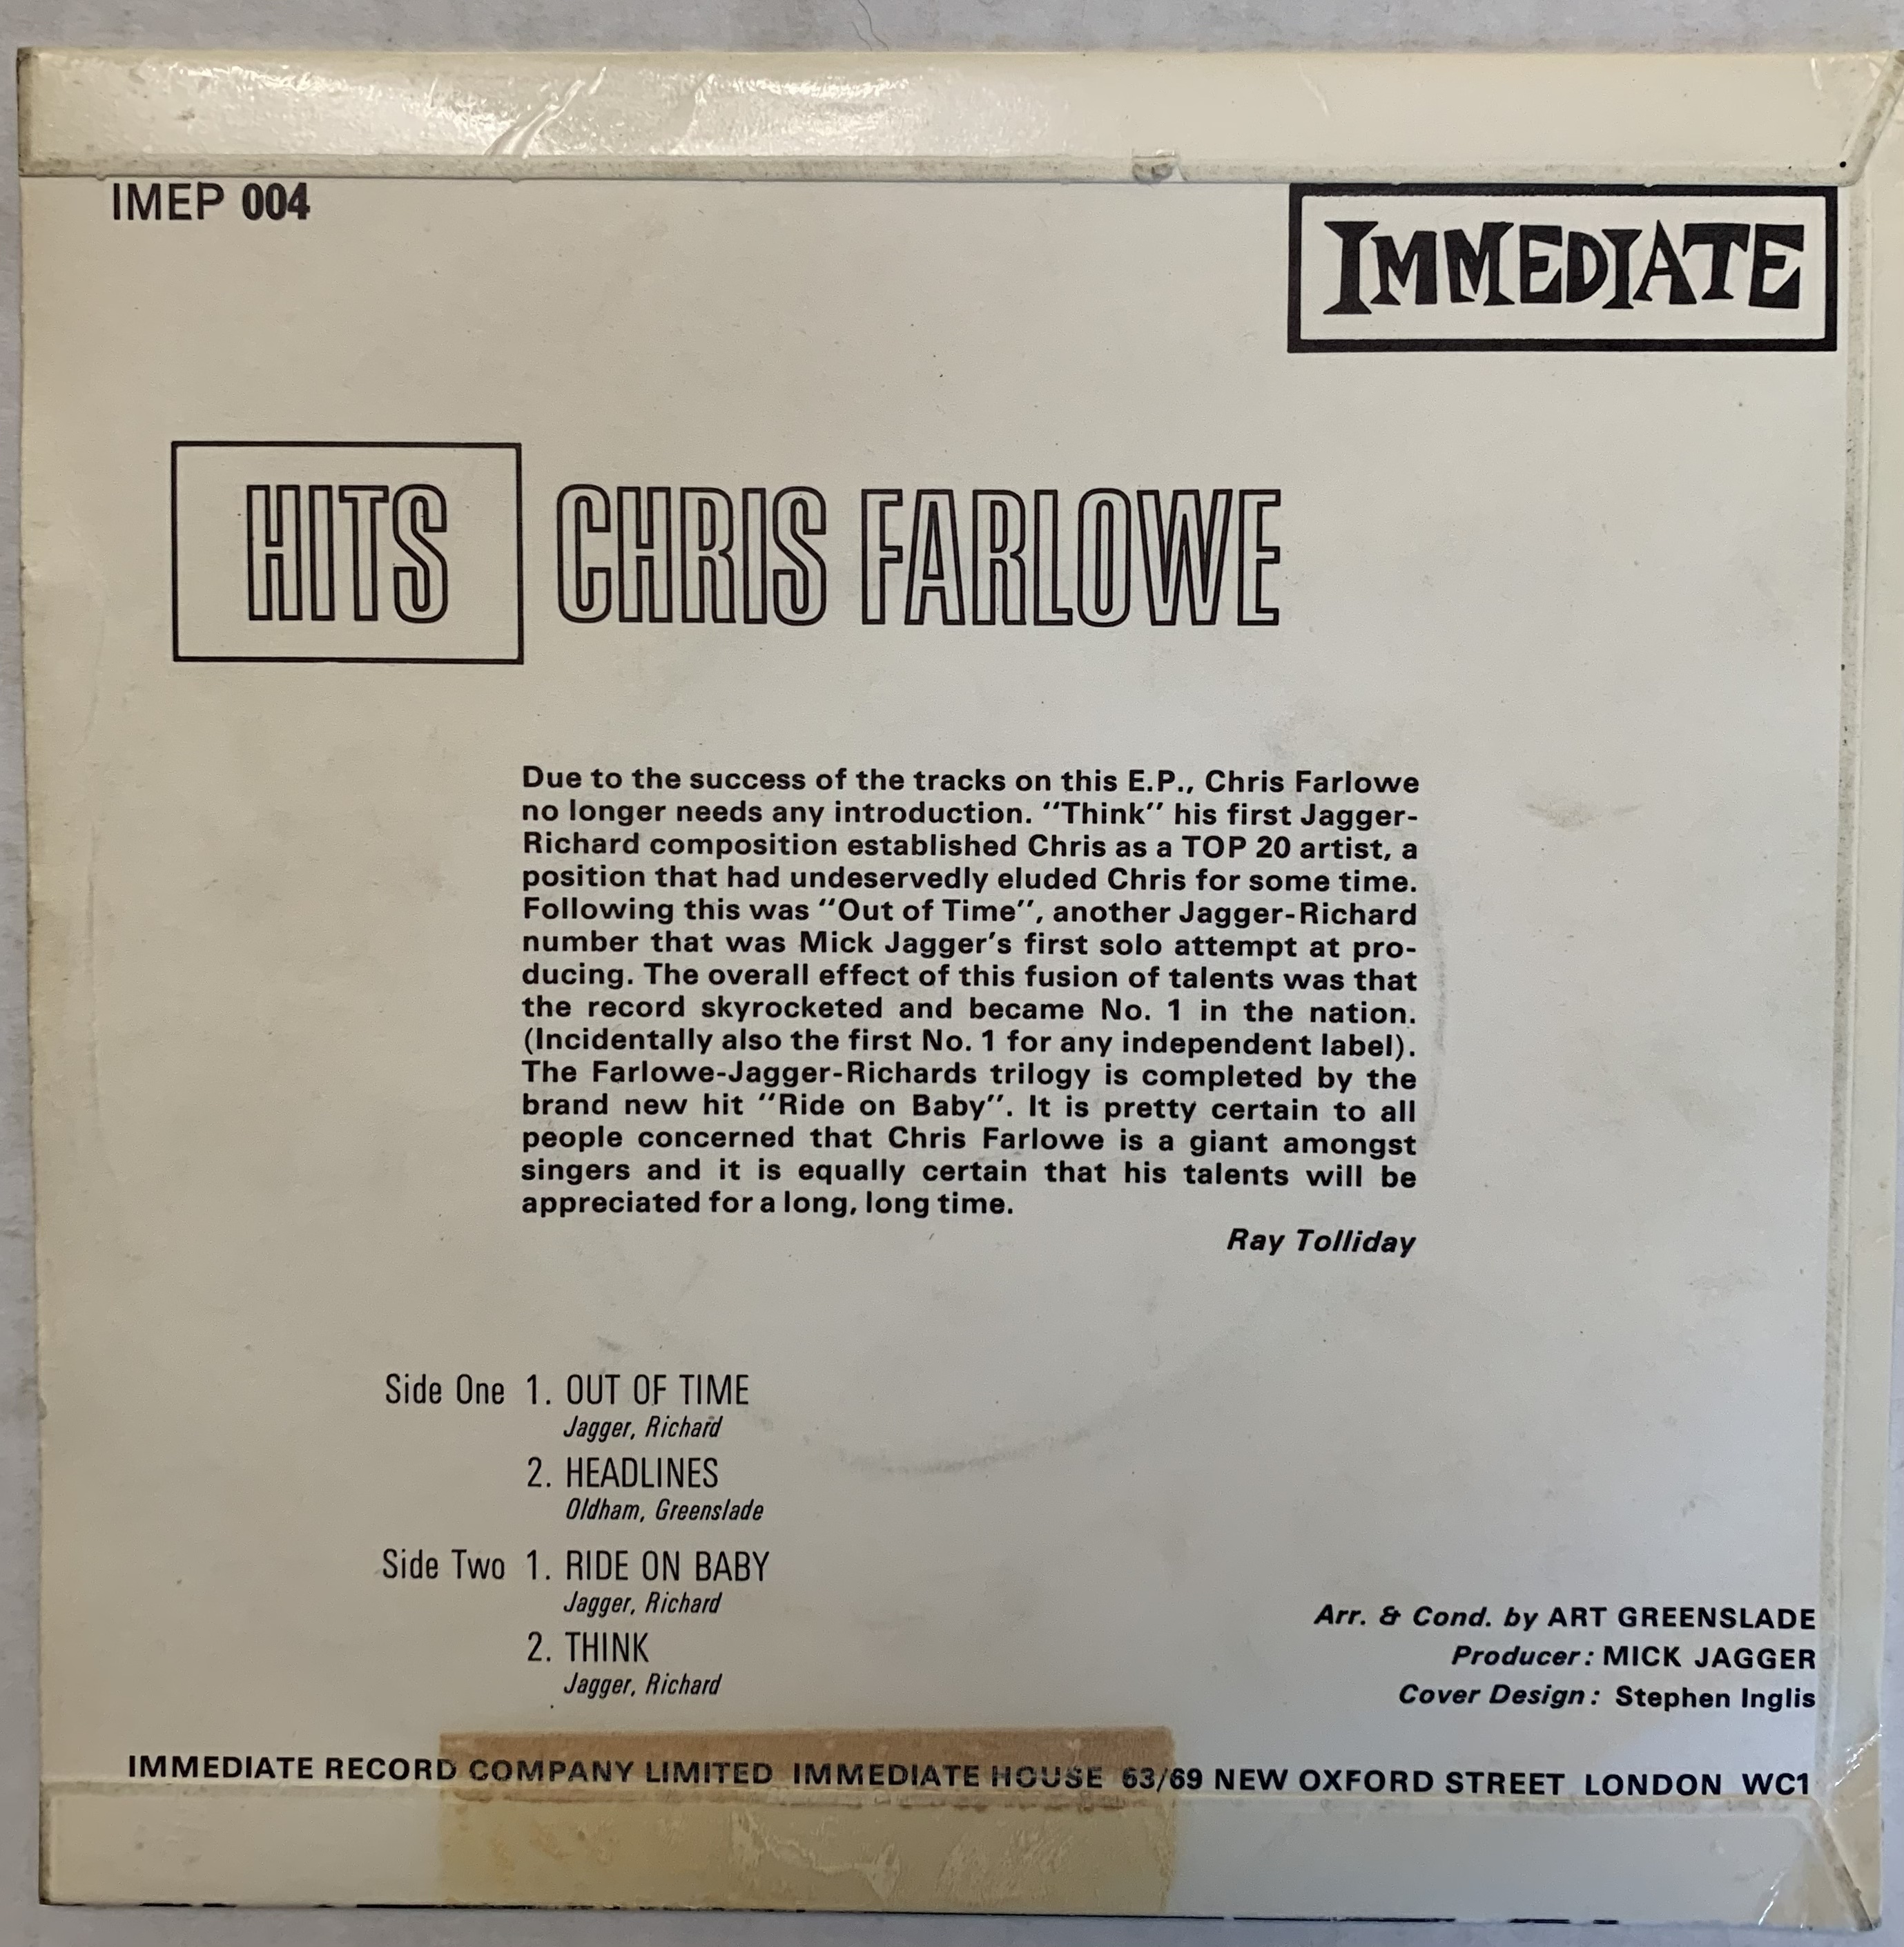 IMEP 004
IMMEDIATE
HITS CHRIS FARLOWE
Due to the success of the tracks on this E.P., Chris Farlowe
no longer needs any introduction. “Think” his first Jagger-
Richard composition established Chris as a TOP 20 artist, a
position that had undeservedly eluded Chris for some time.
Following this was “Out of Time”, another Jagger-Richard
number that was Mick Jagger’s first solo attempt at pro-
ducing. The overall effect of this fusion of talents was that
the record skyrocketed and became No. 1 in the nation.
(Incidentally also the first No. 1 for any independent label).
The Farlowe-Jagger-Richards trilogy is completed by the
brand new hit “Ride on Baby”. It is pretty certain to all
people concerned that Chris Farlowe is a giant amongst
singers and it is equally certain that his talents will be
appreciated for a long, long time.
Ray Tolliday
Side One 1. OUT OF TIME
Jagger, Richard
2. HEADLINES
Oldham, Greenslade
Side Two 1. RIDE ON BABY
Jagger, Richard
2. THINK
Jagger, Richard
Arr. & Cond. by ART GREENSLADE
Producer: MICK JAGGER
Cover Design: Stephen Inglis
IMMEDIATE RECORD COMPANY LIMITED IMMEDIATE HOUSE 63/69 NEW OXFORD STREET LONDON WC1